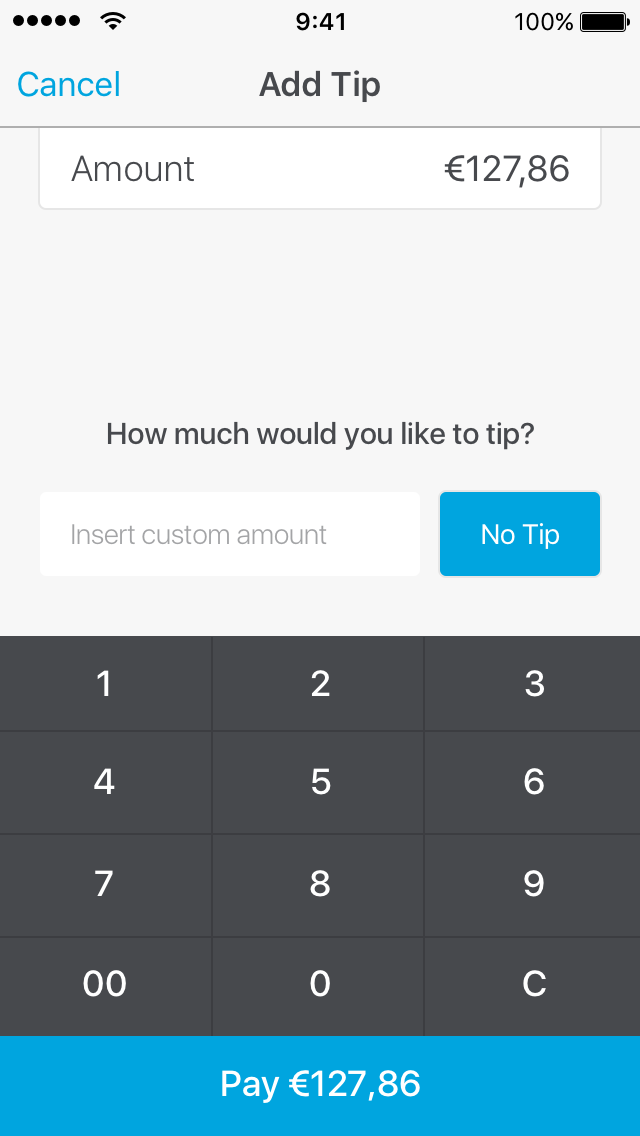 9:41 100%
Cancel Add Tip
Amount €127,86
How much would you like to tip?
Insert custom amount No Tip
1 2 3
4 5 6
7 8 9
00 0 C
Pay €127,86